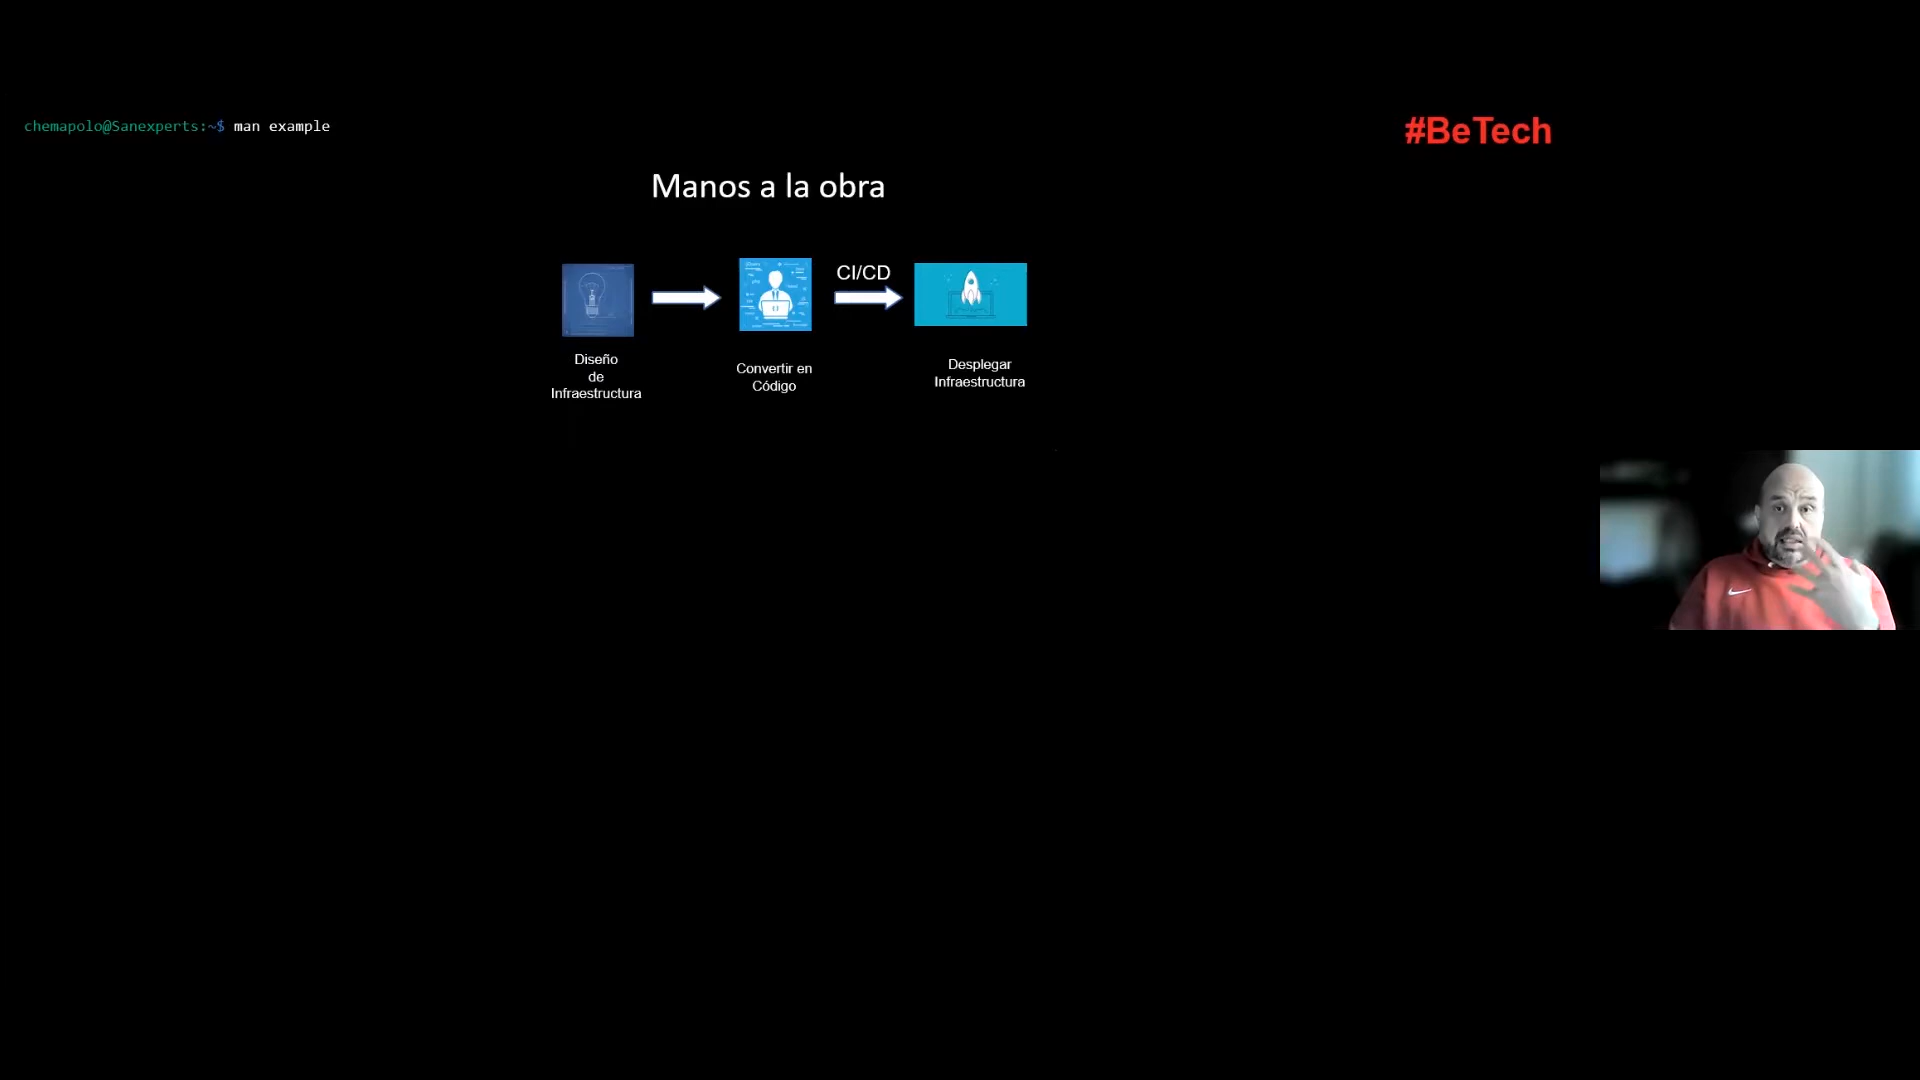 chemapolo@Sanexperts:~$ man example
#BeTech
Manos a la obra
CI/CD
Diseño
de
Infraestructura
Convertir en
Código
Desplegar
Infraestructura